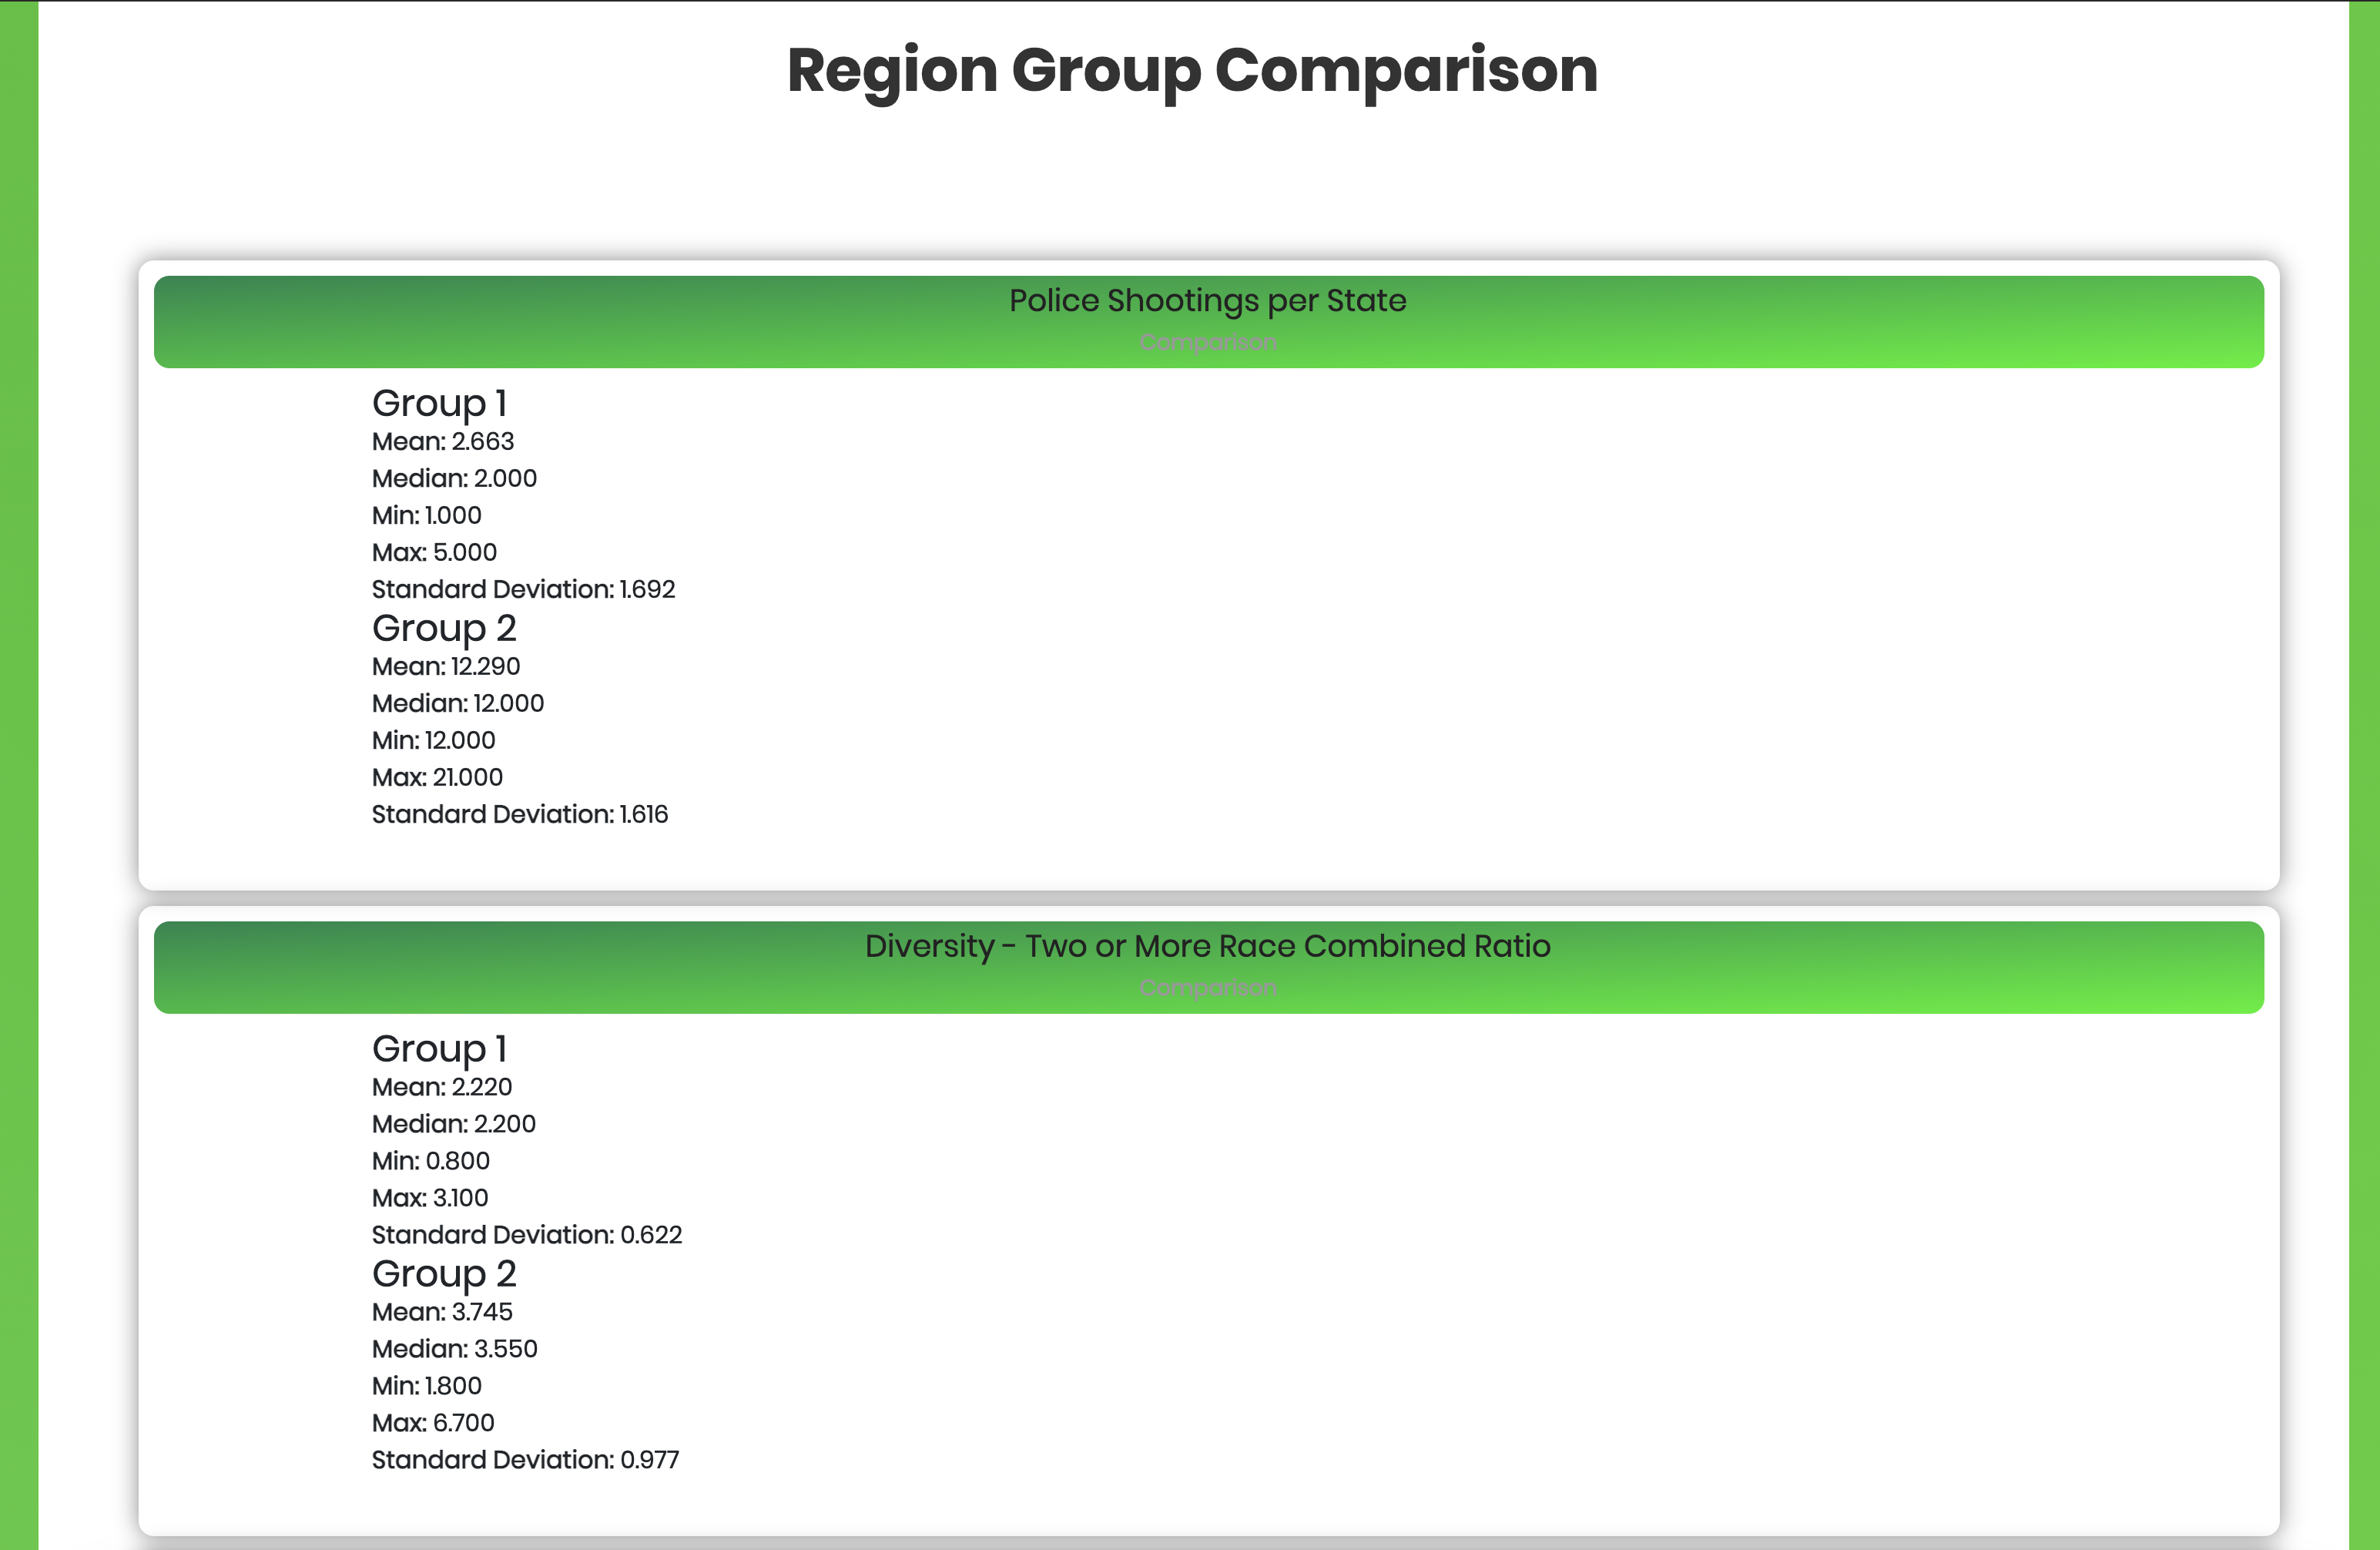 Region Group Comparison
Police Shootings per State
Comparison
Group 1
Mean: 2.663
Median: 2.000
Min: 1.000
Max: 5.000
Standard Deviation: 1.692
Group 2
Mean: 12.290
Median: 12.000
Min: 12.000
Max: 21.000
Standard Deviation: 1.616
Diversity - Two or More Race Combined Ratio
Comparison
Group 1
Mean: 2.220
Median: 2.200
Min: 0.800
Max: 3.100
Standard Deviation: 0.622
Group 2
Mean: 3.745
Median: 3.550
Min: 1.800
Max: 6.700
Standard Deviation: 0.977